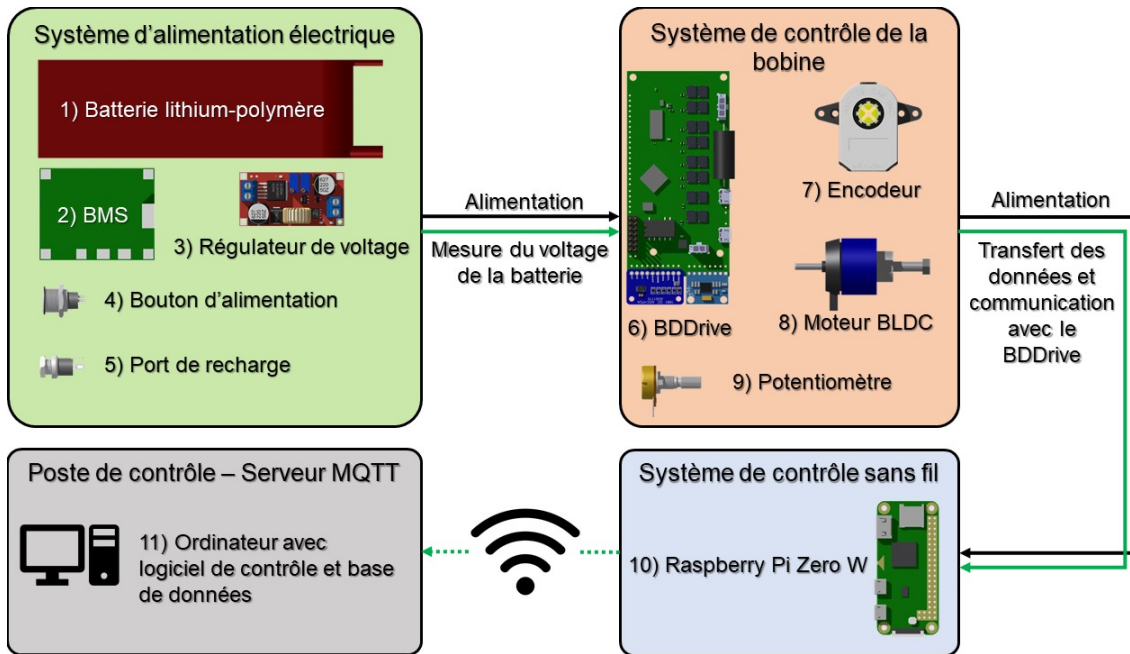 Système d'alimentation électrique
1) Batterie lithium-polymère
2) BMS
3) Régulateur de voltage
4) Bouton d'alimentation
5) Port de recharge
Alimentation
Mesure du voltage
de la batterie
Système de contrôle de la
bobine
6) BDDrive
7) Encodeur
8) Moteur BLDC
9) Potentiomètre
Alimentation
Transfert des
données et
communication
avec le
BDDrive
Poste de contrôle – Serveur MQTT
11) Ordinateur avec
logiciel de contrôle et base
de données
Système de contrôle sans fil
10) Raspberry Pi Zero W